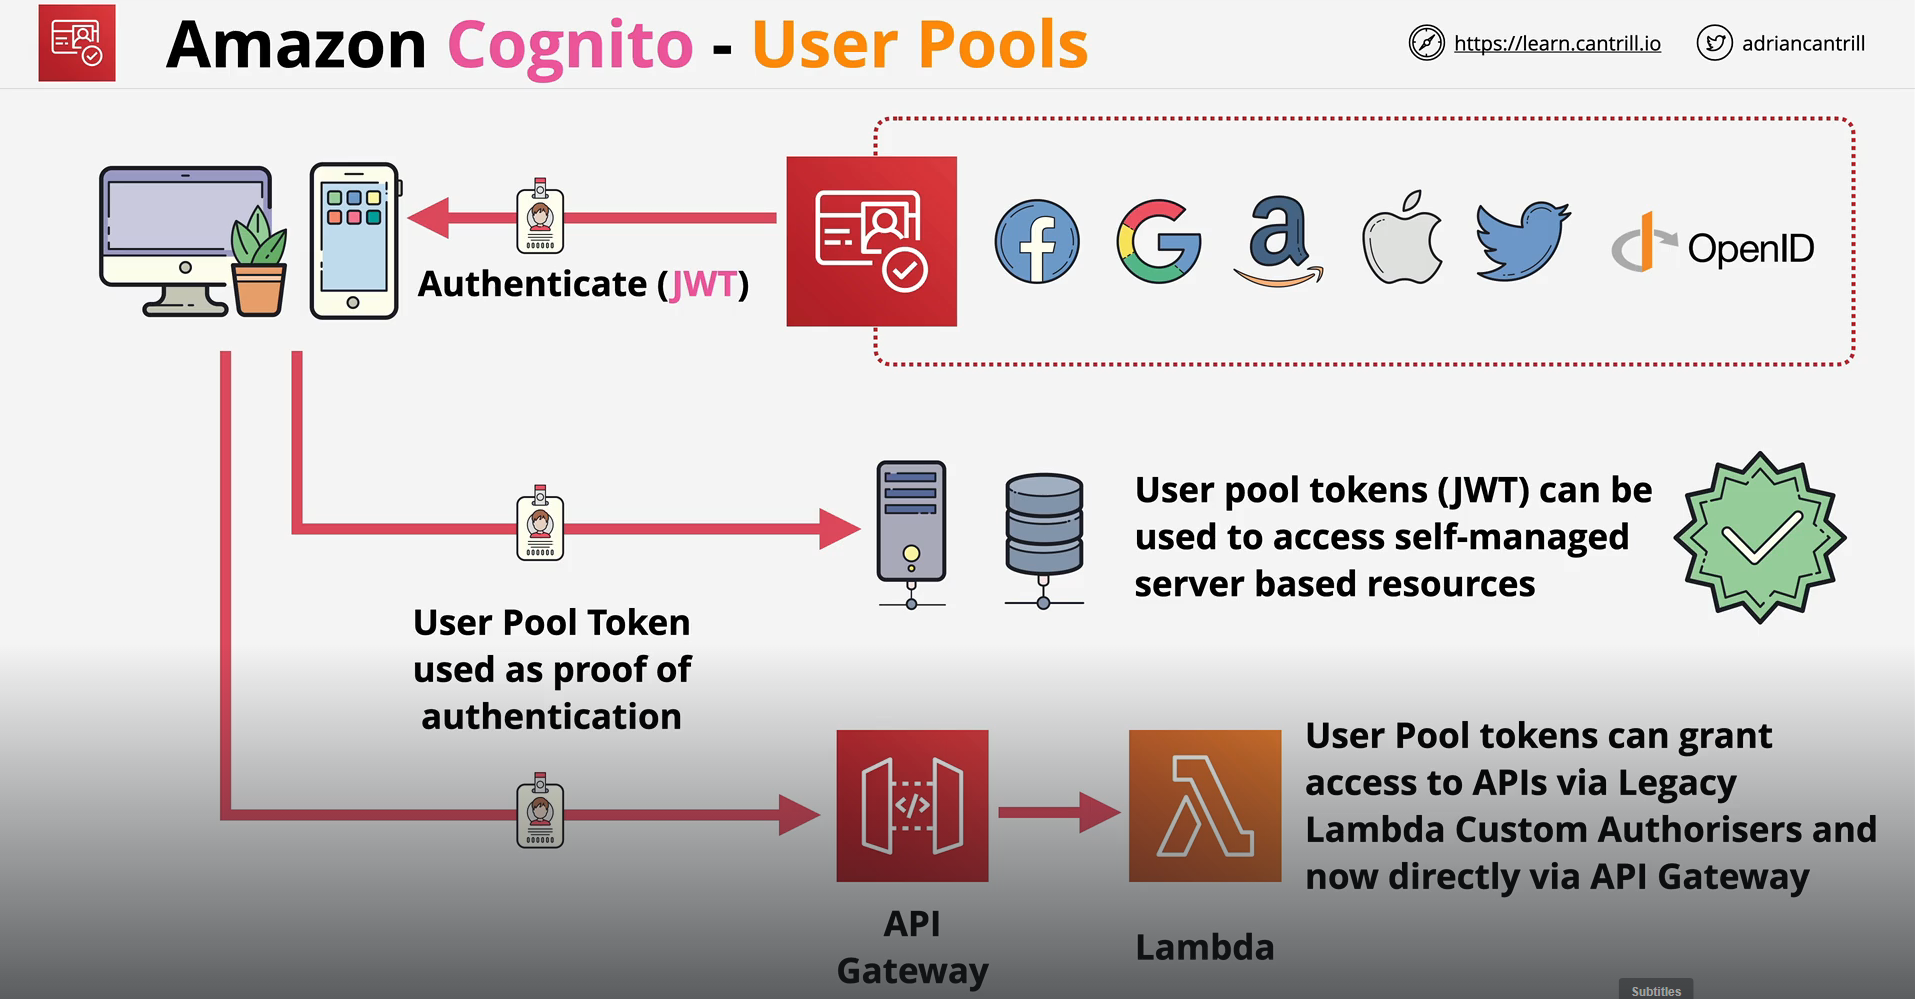 Amazon Cognito - User Pools
https://learn.cantrill.io
adriancantrill
Authenticate (JWT)
OpenID
User pool tokens (JWT) can be
used to access self-managed
server based resources
User Pool Token
used as proof of
authentication
User Pool tokens can grant
access to APIs via Legacy
Lambda Custom Authorisers and
now directly via API Gateway
API
Gateway
Lambda
Subtitles